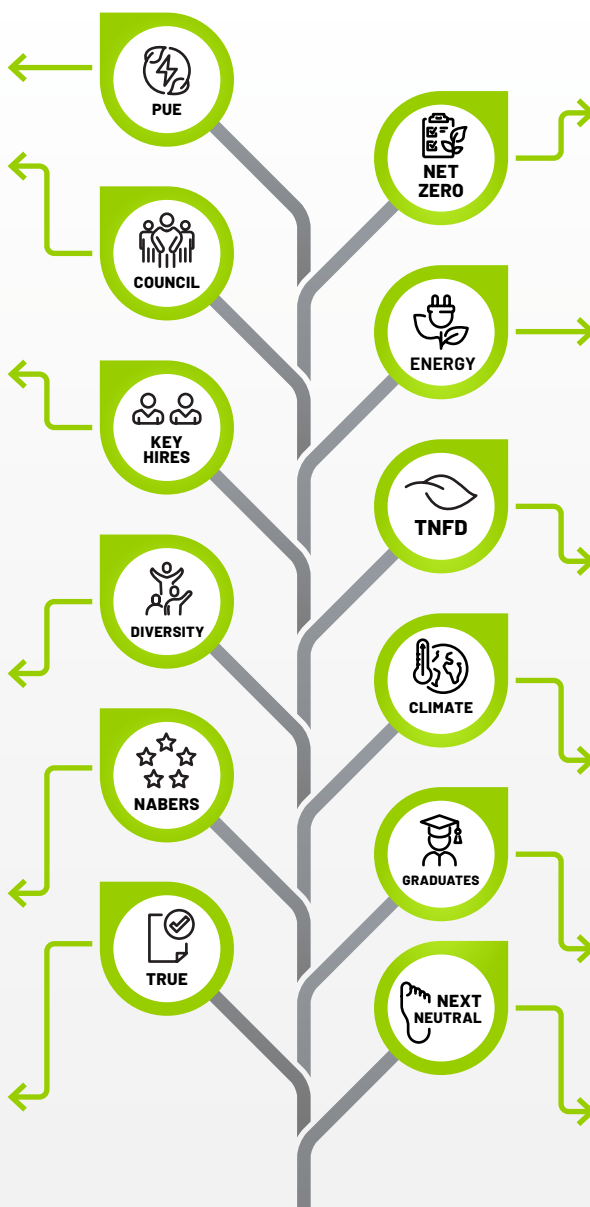 PUE
NET
ZERO
COUNCIL
ENERGY
KEY
HIRES
TNFD
DIVERSITY
CLIMATE
NABERS
GRADUATES
TRUE
NEXT
NEUTRAL